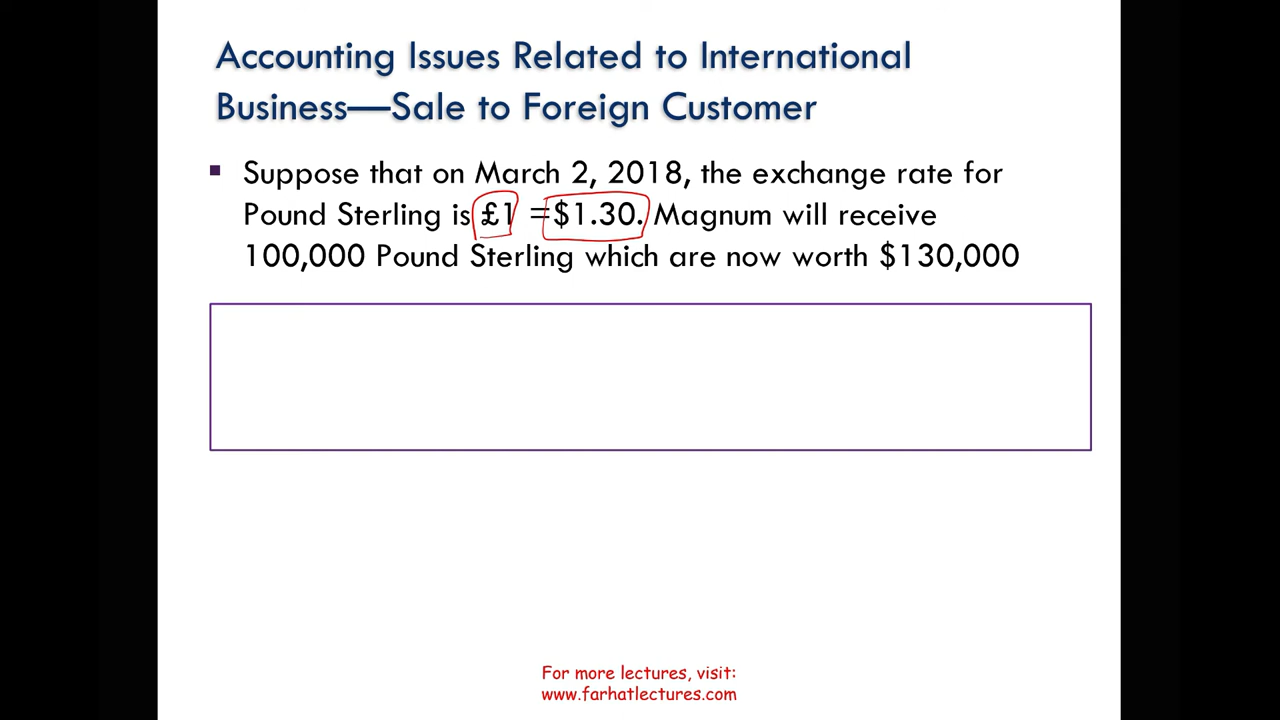 Accounting Issues Related to International
Business—Sale to Foreign Customer
▪ Suppose that on March 2, 2018, the exchange rate for
Pound Sterling is £1 =$1.30. Magnum will receive
100,000 Pound Sterling which are now worth $130,000
For more lectures, visit:
www.farhatlectures.com